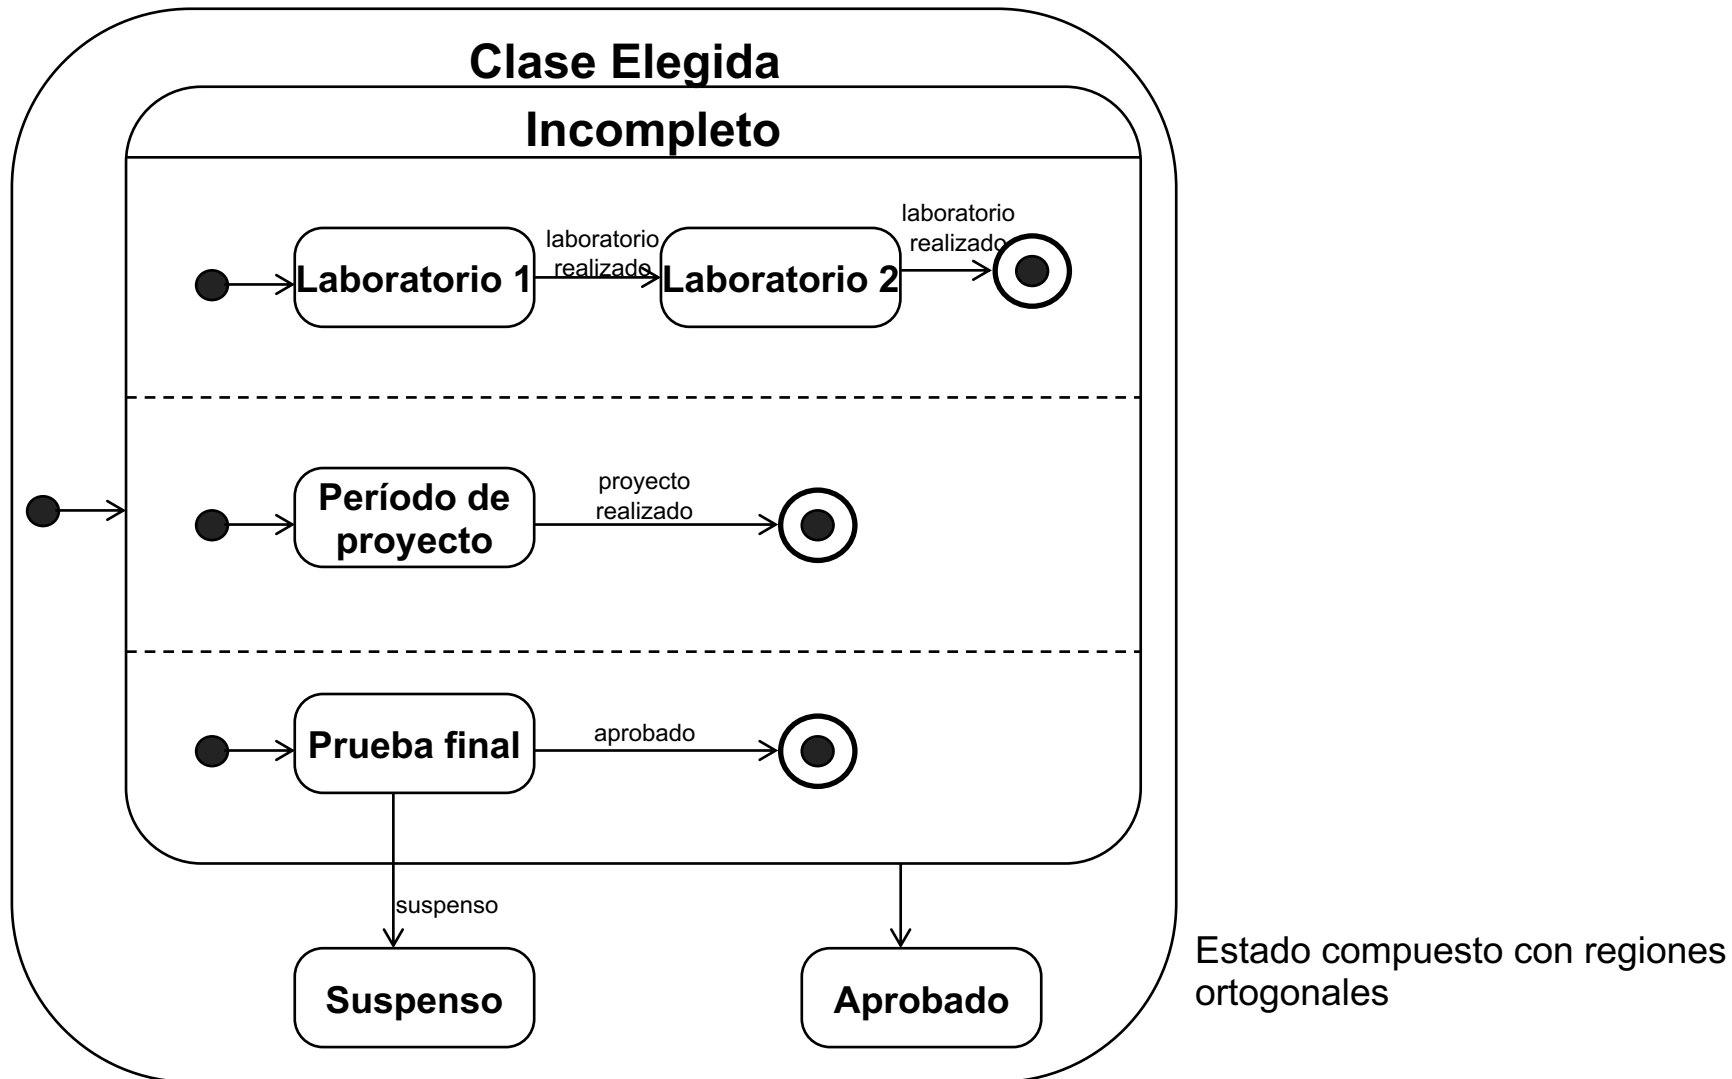 Clase Elegida
Incompleto
laboratorio
realizado
laboratorio
realizado
Laboratorio 1
Laboratorio 2
Período de
proyecto
proyecto
realizado
Prueba final
aprobado
suspenso
Suspenso
Aprobado
Estado compuesto con regiones
ortogonales